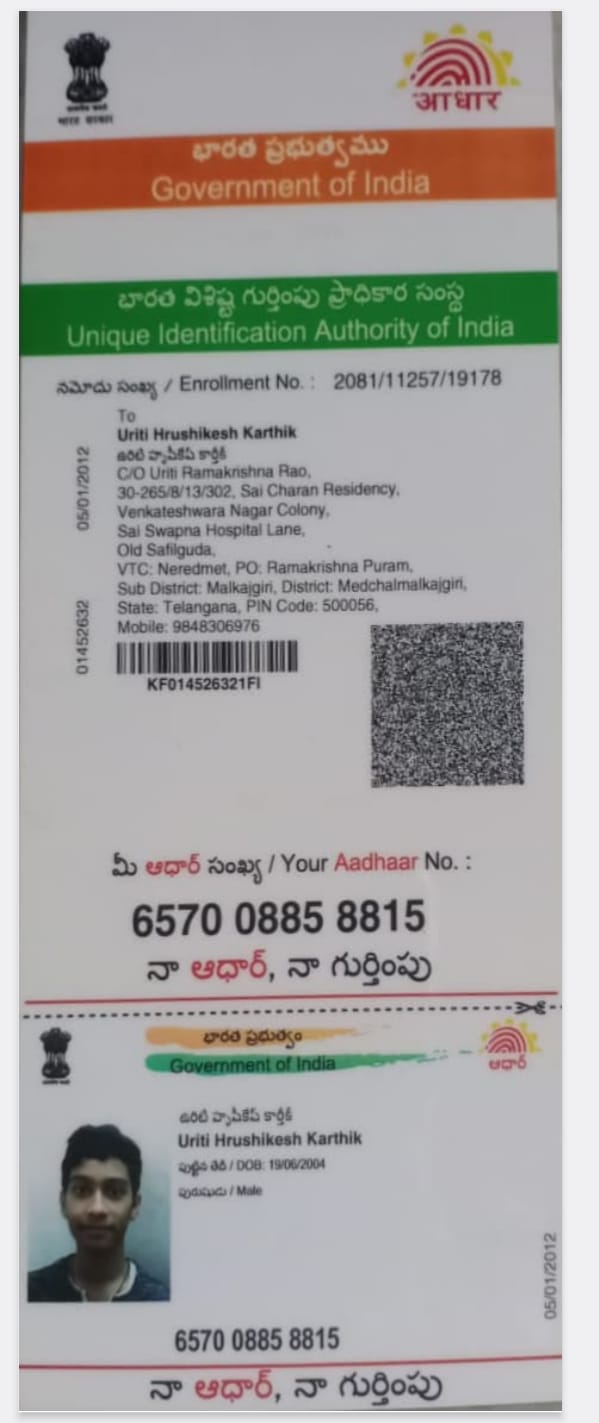 भारत सरकार
आधार
భారత ప్రభుత్వము
Government of India
భారత విశిష్ట గుర్తింపు ప్రాధికార సంస్థ
Unique Identification Authority of India
నమోదు సంఖ్య / Enrollment No. : 2081/11257/19178
To
Uriti Hrushikesh Karthik
ఉరిటి హృషీకేష్ కార్తీక్
C/O Uriti Ramakrishna Rao,
30-265/8/13/302, Sai Charan Residency,
Venkateshwara Nagar Colony,
Sai Swapna Hospital Lane,
Old Safilguda,
VTC: Neredmet, PO: Ramakrishna Puram,
Sub District: Malkajgiri, District: Medchalmalkajgiri,
State: Telangana, PIN Code: 500056,
Mobile: 9848306976
05/01/2012
01452632
KF014526321FI
మీ ఆధార్ సంఖ్య / Your Aadhaar No. :
6570 0885 8815
నా ఆధార్, నా గుర్తింపు
భారత ప్రభుత్వం
Government of India
ఆధార్
ఉరిటి హృషీకేష్ కార్తీక్
Uriti Hrushikesh Karthik
పుట్టిన తేదీ / DOB: 19/06/2004
పురుషుడు / Male
05/01/2012
6570 0885 8815
నా ఆధార్, నా గుర్తింపు